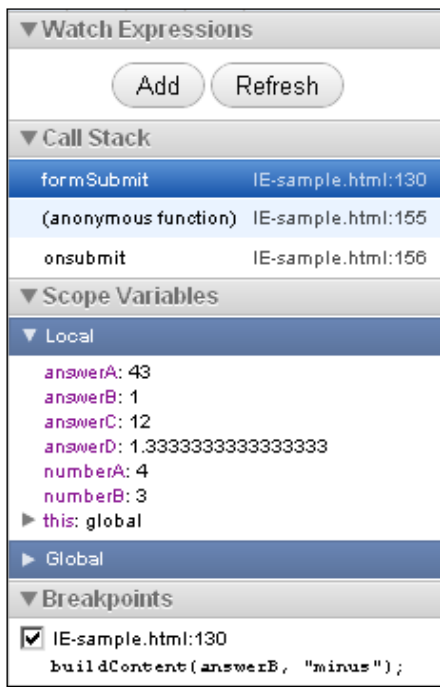 Watch Expressions
Add Refresh
Call Stack
formSubmit IE-sample.html:130
(anonymous function) IE-sample.html:155
onsubmit IE-sample.html:156
Scope Variables
Local
answerA: 43
answerB: 1
answerC: 12
answerD: 1.3333333333333333
numberA: 4
numberB: 3
this: global
Global
Breakpoints
IE-sample.html:130
buildContent(answerB, "minus");